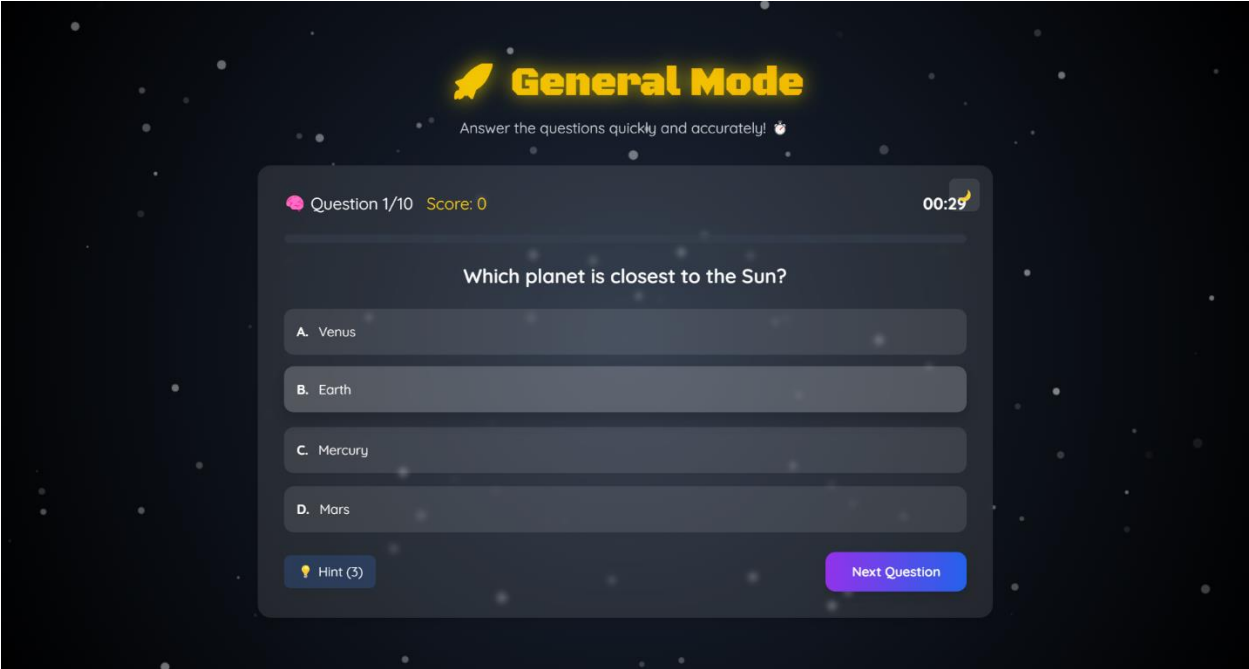 General Mode
Answer the questions quickly and accurately!
Question 1/10 Score: 0 00:29
Which planet is closest to the Sun?
A. Venus
B. Earth
C. Mercury
D. Mars
Hint (3) Next Question